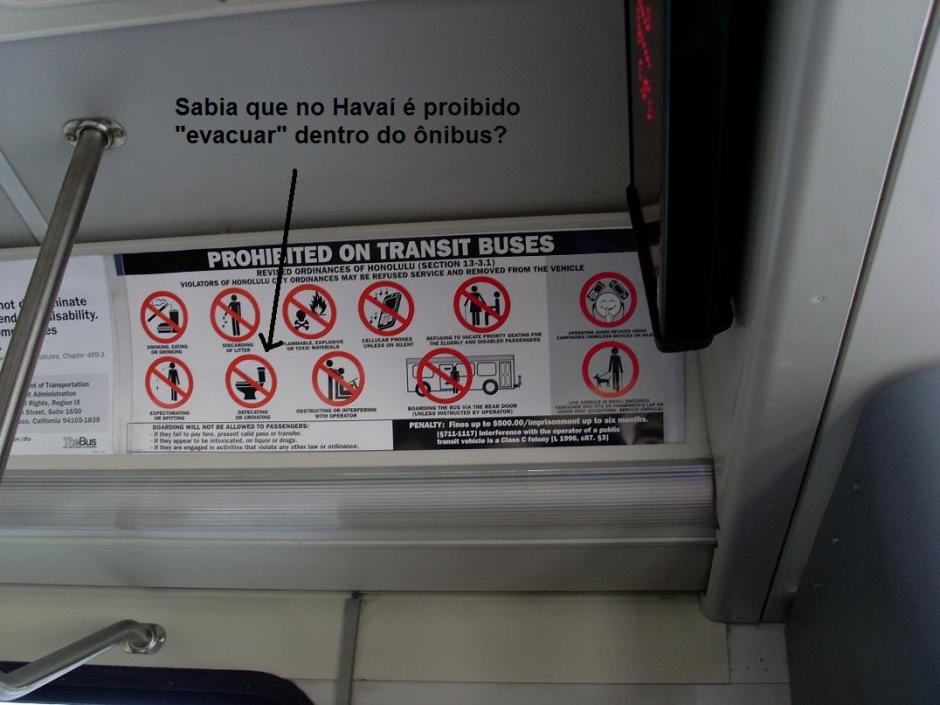 Sabia que no Havaí é proibido
"evacuar" dentro do ônibus?
PROHIBITED ON TRANSIT BUSES
REVISED ORDINANCES OF HONOLULU (SECTION 13-3.1)
VIOLATORS OF HONOLULU CITY ORDINANCES MAY BE REFUSED SERVICE AND REMOVED FROM THE VEHICLE
SMOKING, EATING
OR DRINKING
DISCARDING
OF LITTER
FLAMMABLE, EXPLOSIVE
OR TOXIC MATERIALS
CELLULAR PHONES
UNLESS ON SILENT
REFUSING TO VACATE PRIORITY SEATING FOR
THE ELDERLY AND DISABLED PASSENGERS
OPERATING AUDIO DEVICES
EXPECTORATING
OR SPITTING
DEFECATING
OR URINATING
OBSTRUCTING OR INTERFERING
WITH OPERATOR
BOARDING THE BUS VIA THE REAR DOOR
(UNLESS INSTRUCTED BY OPERATOR)
BOARDING WILL NOT BE ALLOWED TO PASSENGERS:
- If they fail to pay fare, present valid pass or transfer.
- If they appear to be intoxicated, on liquor or drugs.
- If they are engaged in activities that violate any other law or ordinance.
PENALTY: Fines up to $500.00/imprisonment up to six months.
[§711-1117] Interference with the operator of a public
transit vehicle is a Class C felony [L 1996, c87. §3]
not
disability.
Chapter 489-3.
of Transportation
Administration
Rights, Region IX
Street, Suite 1650
California 54105-1839
TheBus